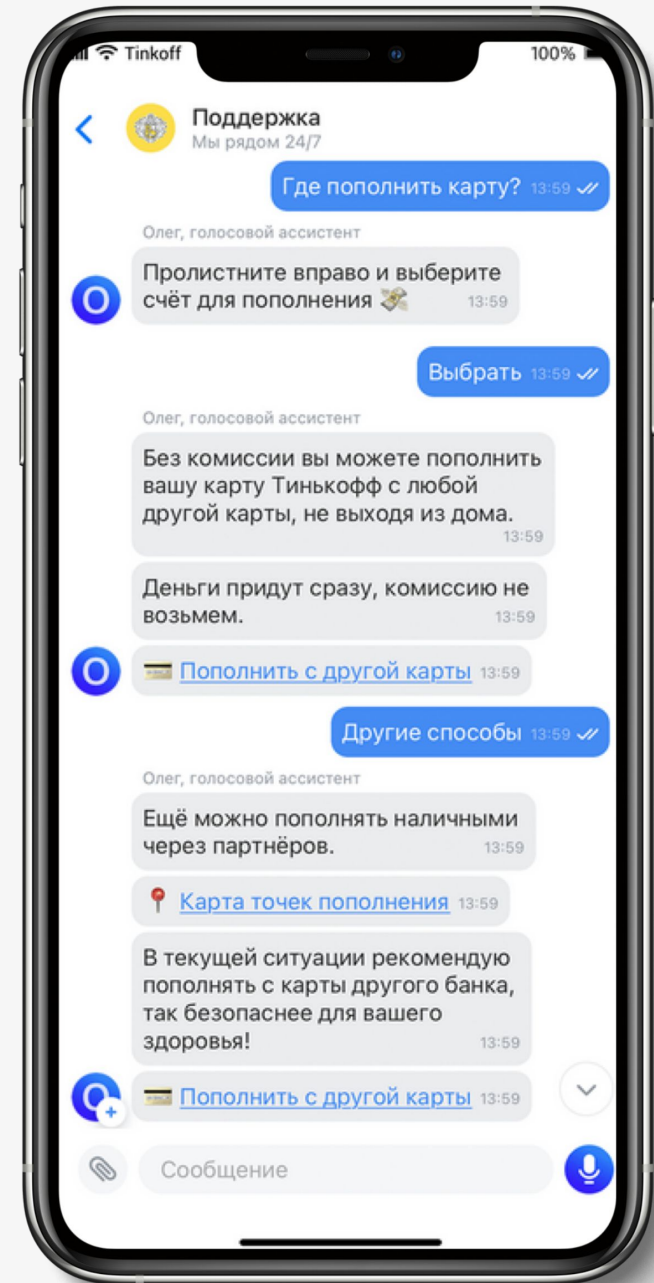 Tinkoff
100%
Поддержка
Мы рядом 24/7
Где пополнить карту? 13:59
Олег, голосовой ассистент
Пролистните вправо и выберите
счёт для пополнения 💸 13:59
О
Выбрать 13:59
Олег, голосовой ассистент
Без комиссии вы можете пополнить
вашу карту Тинькофф с любой
другой карты, не выходя из дома.
13:59
Деньги придут сразу, комиссию не
возьмем. 13:59
О
💳 Пополнить с другой карты 13:59
Другие способы 13:59
Олег, голосовой ассистент
Ещё можно пополнять наличными
через партнёров. 13:59
📍 Карта точек пополнения 13:59
В текущей ситуации рекомендую
пополнять с карты другого банка,
так безопаснее для вашего
здоровья! 13:59
О
💳 Пополнить с другой карты 13:59
Сообщение